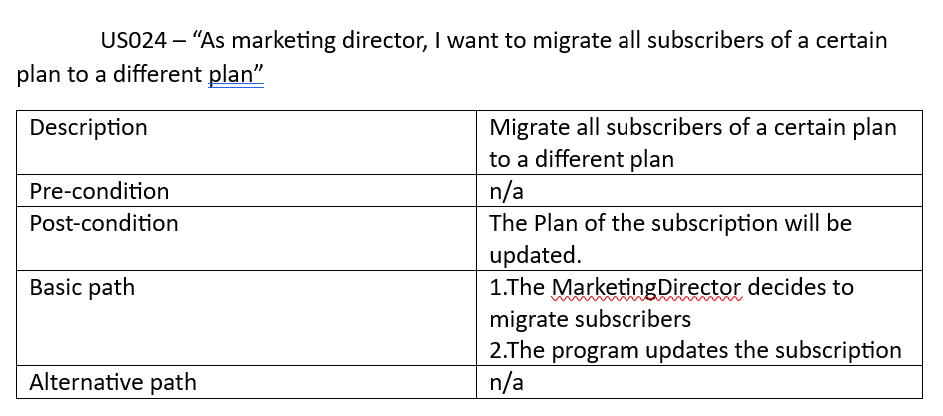 US024 – “As marketing director, I want to migrate all subscribers of a certain
plan to a different plan”
Description
Migrate all subscribers of a certain plan
to a different plan
Pre-condition
n/a
Post-condition
The Plan of the subscription will be
updated.
Basic path
1.The MarketingDirector decides to
migrate subscribers
2.The program updates the subscription
Alternative path
n/a